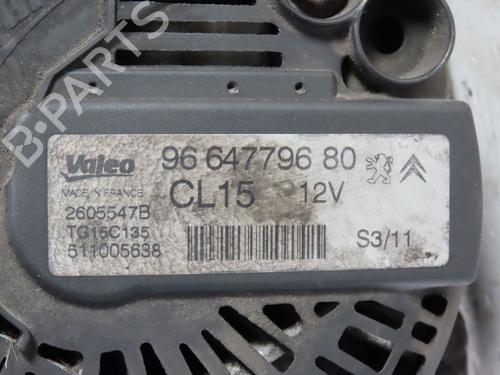 B-PARTS
Valeo 96 647796 80
MADE IN FRANCE CL15 12V
2605547B
TG15C135
511005638 S3/11